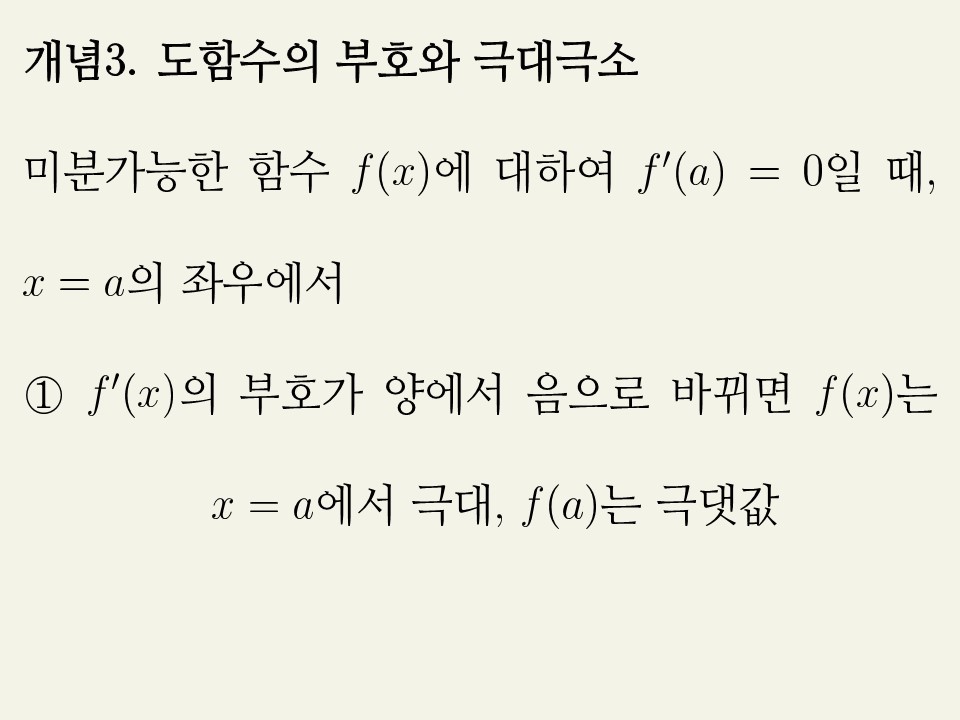 개념3. 도함수의 부호와 극대극소
미분가능한 함수 f(x)에 대하여 f′(a) = 0일 때,
x = a의 좌우에서
① f′(x)의 부호가 양에서 음으로 바뀌면 f(x)는
x = a에서 극대, f(a)는 극댓값